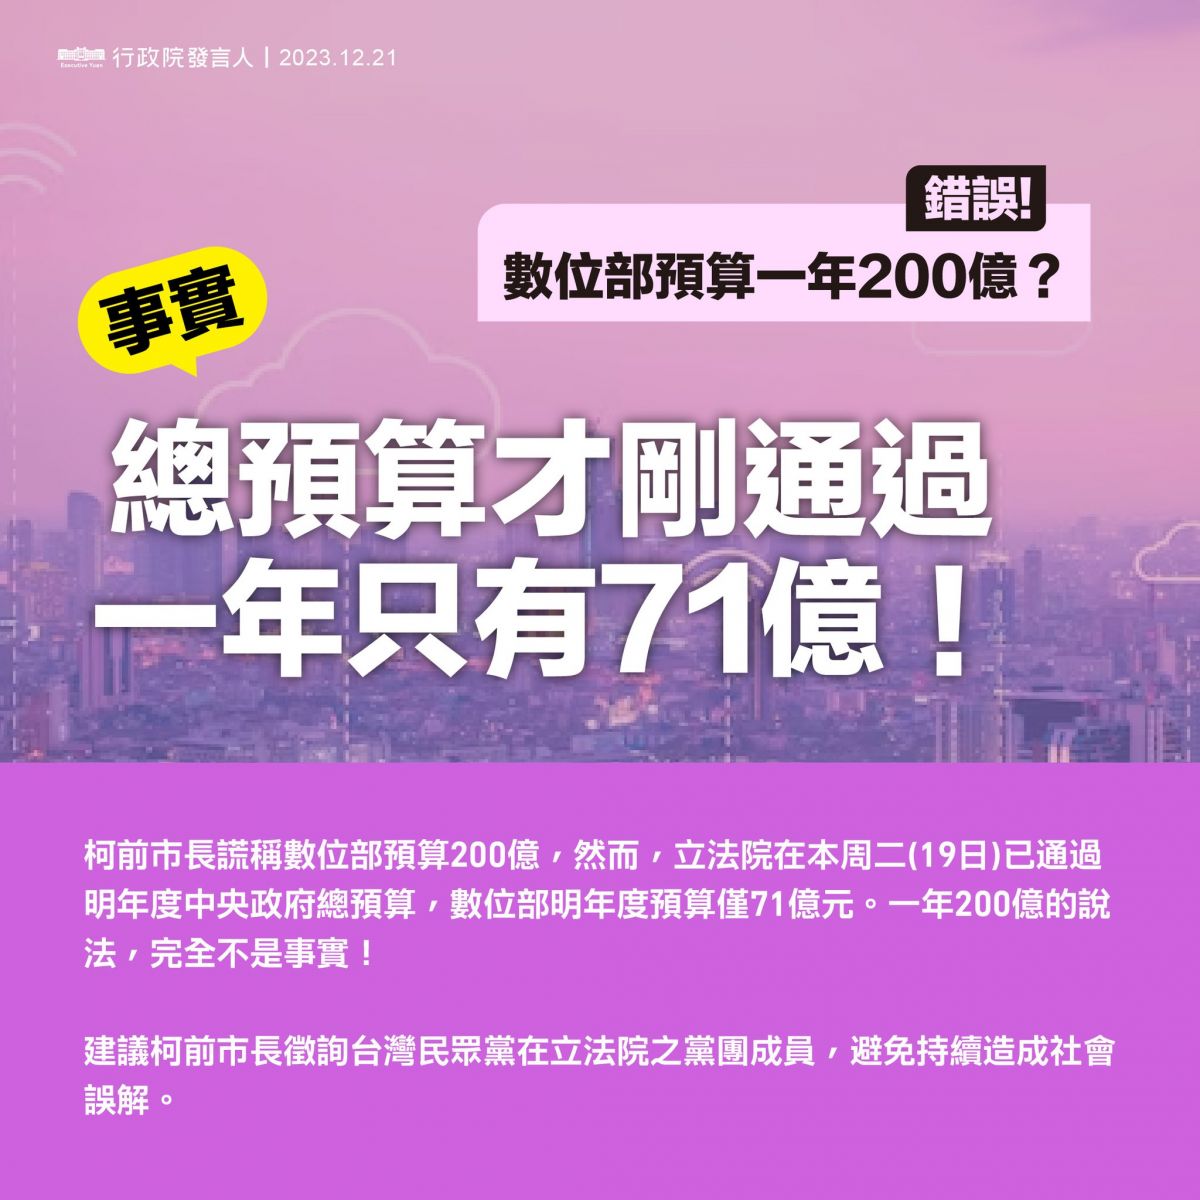 Executive Yuan
行政院發言人｜2023.12.21
錯誤!
數位部預算一年200億？
事實
總預算才剛通過
一年只有71億！
柯前市長謊稱數位部預算200億，然而，立法院在本周二(19日)已通過
明年度中央政府總預算，數位部明年度預算僅71億元。一年200億的說
法，完全不是事實！
建議柯前市長徵詢台灣民眾黨在立法院之黨團成員，避免持續造成社會
誤解。